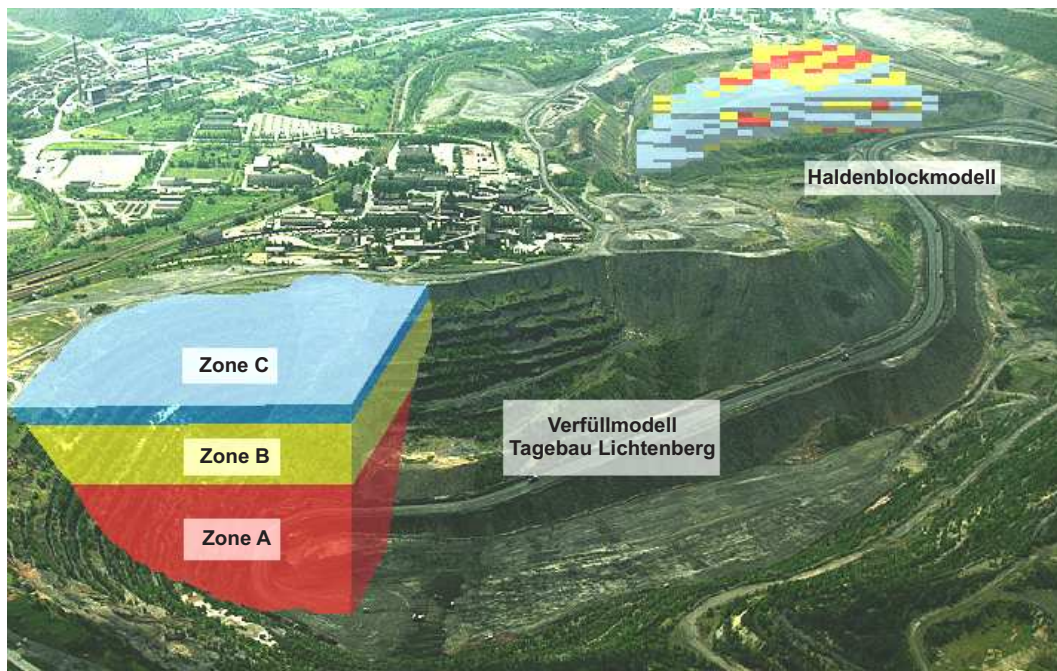 Haldenblockmodell
Zone C
Verfüllmodell
Tagebau Lichtenberg
Zone B
Zone A